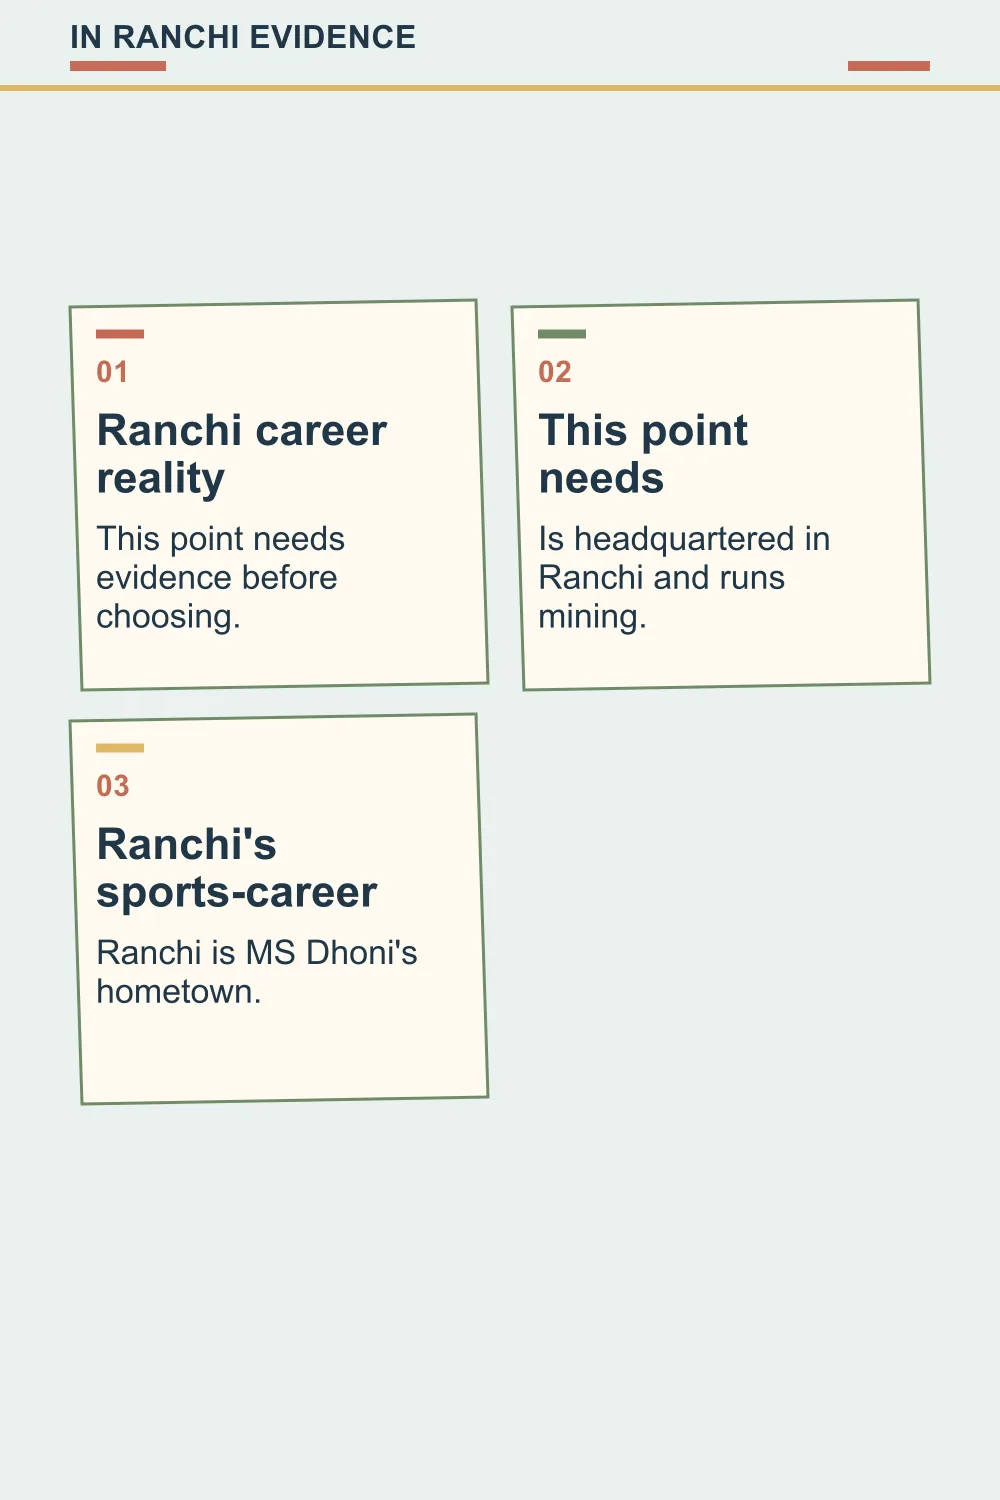 IN RANCHI EVIDENCE
01
Ranchi career
reality
This point needs
evidence before
choosing.
02
This point
needs
Is headquartered in
Ranchi and runs
mining.
03
Ranchi's
sports-career
Ranchi is MS Dhoni's
hometown.